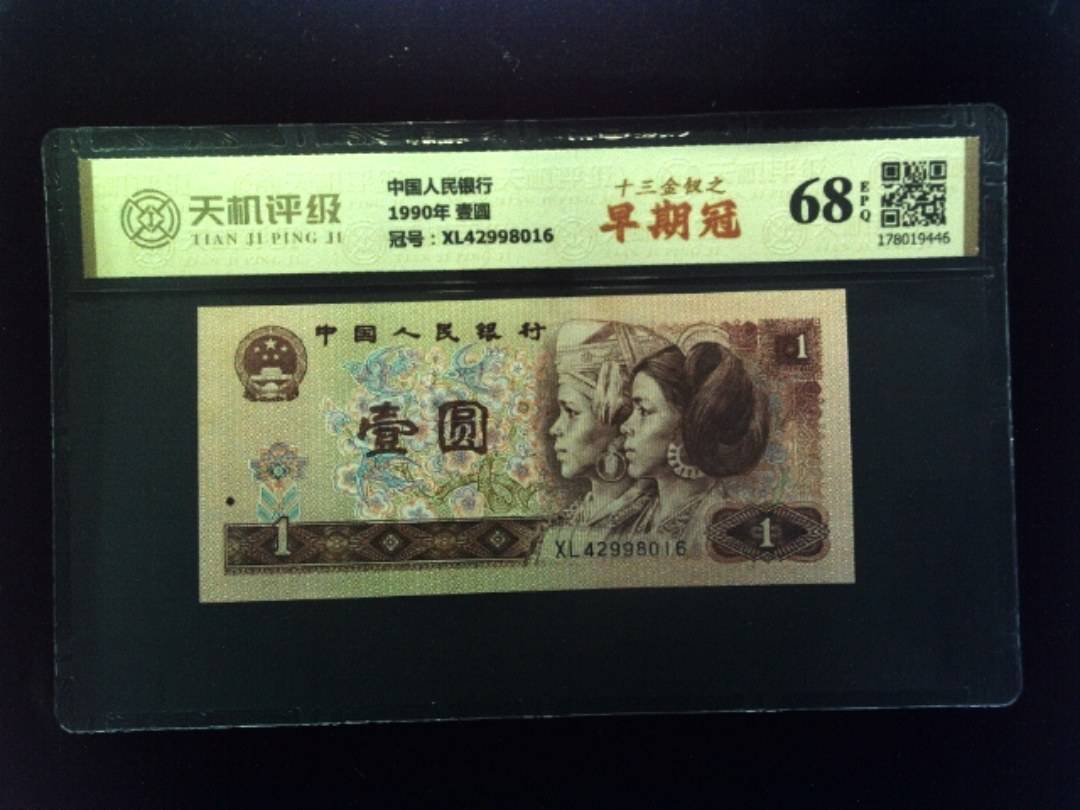 天机评级
TIAN JI PING JI
中国人民银行
1990年 壹圆
冠号：XL42998016
十三金钗之
早期冠
68
EPQ
178019446
中国人民银行
壹圆
1
1
XL42998016
1